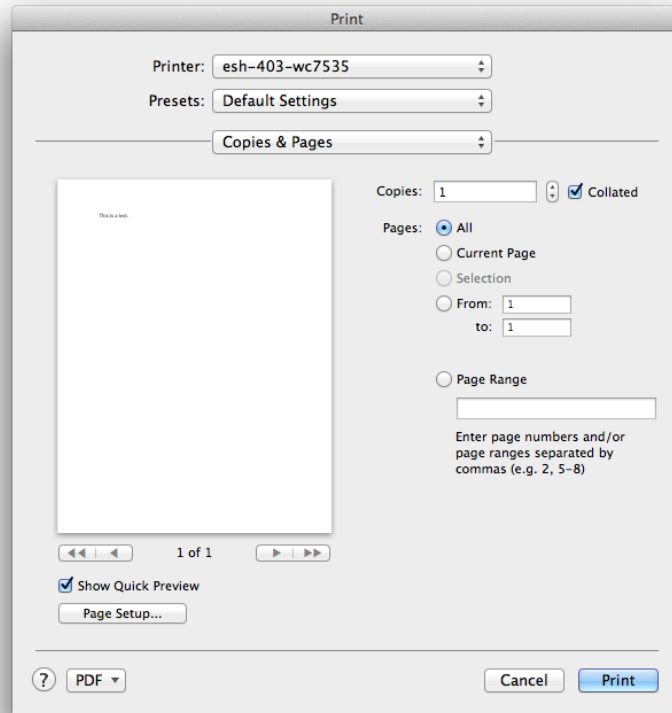 Print
Printer: esh-403-wc7535
Presets: Default Settings
Copies & Pages
This is a test.
Copies: 1 Collated
Pages: All
Current Page
Selection
From: 1
to: 1
Page Range
Enter page numbers and/or
page ranges separated by
commas (e.g. 2, 5-8)
1 of 1
Show Quick Preview
Page Setup...
? PDF Cancel Print